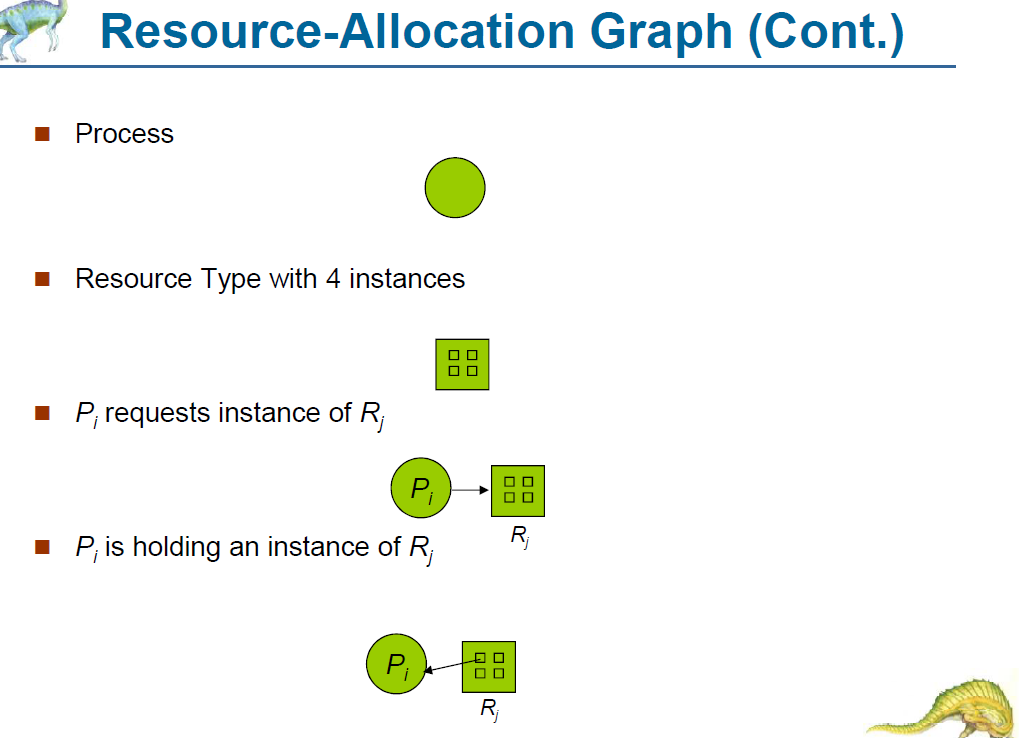 Resource-Allocation Graph (Cont.)
Process
Resource Type with 4 instances
Pi requests instance of Rj
Pi
Rj
Pi is holding an instance of Rj
Pi
Rj